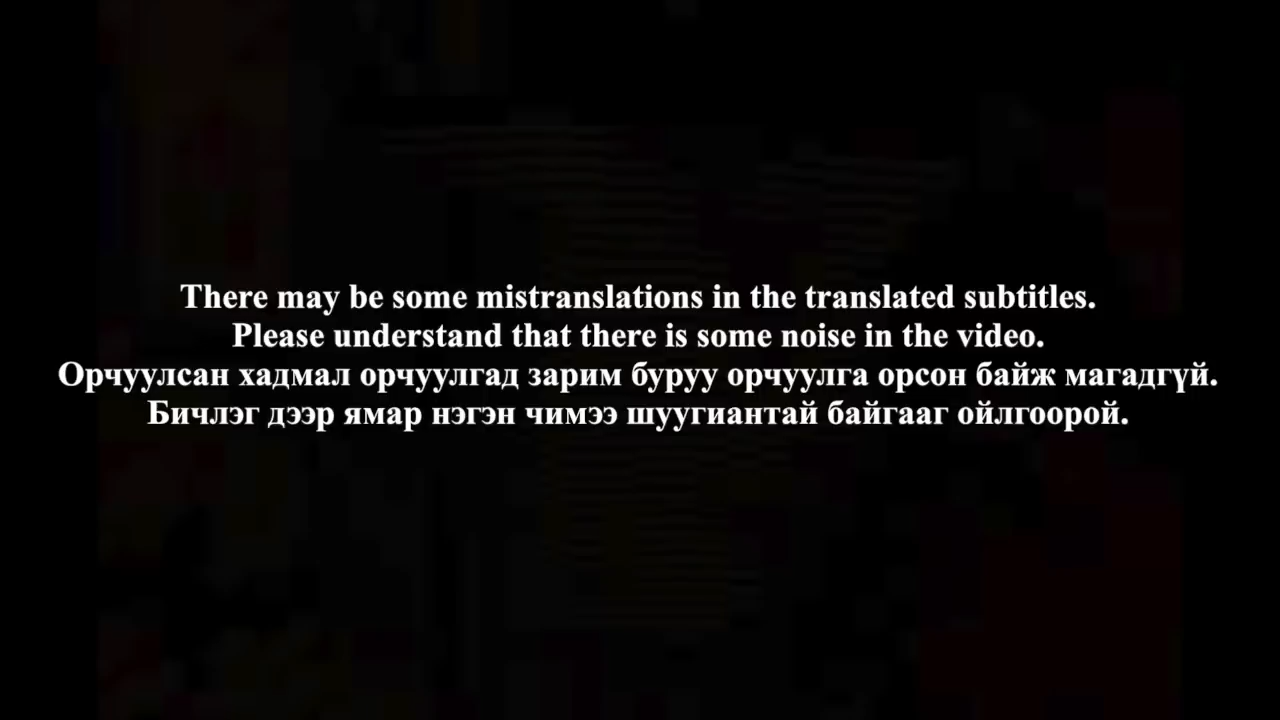 There may be some mistranslations in the translated subtitles.
Please understand that there is some noise in the video.
Орчуулсан хадмал орчуулгад зарим буруу орчуулга орсон байж магадгүй.
Бичлэг дээр ямар нэгэн чимээ шуугиантай байгааг ойлгоорой.